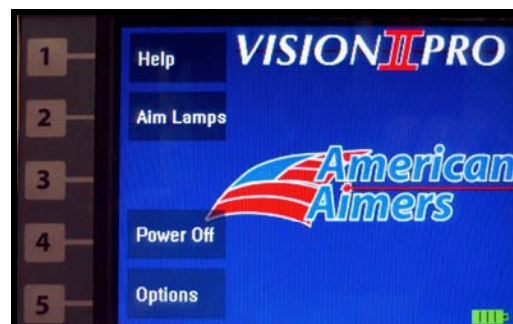 1
Help
VISION II PRO
2
Aim Lamps
3
American
Aimers
4
Power Off
5
Options